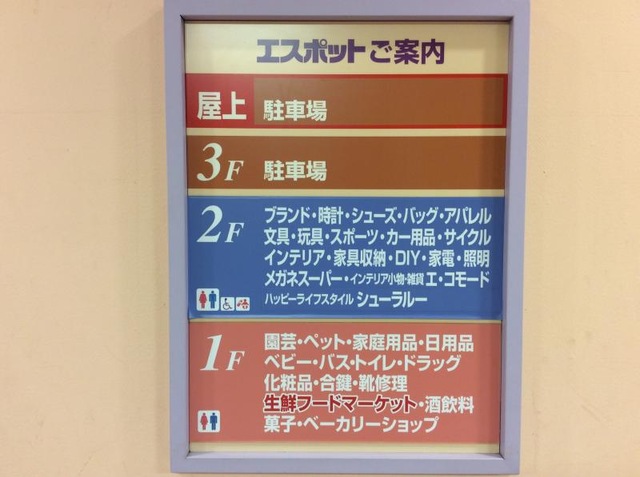 エスポットご案内
屋上 駐車場
3F 駐車場
2F
ブランド・時計・シューズ・バッグ・アパレル
文具・玩具・スポーツ・カー用品・サイクル
インテリア・家具収納・DIY・家電・照明
メガネスーパー・インテリア小物・雑貨 エ・コモード
ハッピーライフスタイル シューラルー
1F
園芸・ペット・家庭用品・日用品
ベビー・バス・トイレ・ドラッグ
化粧品・合鍵・靴修理
生鮮フードマーケット・酒飲料
菓子・ベーカリーショップ